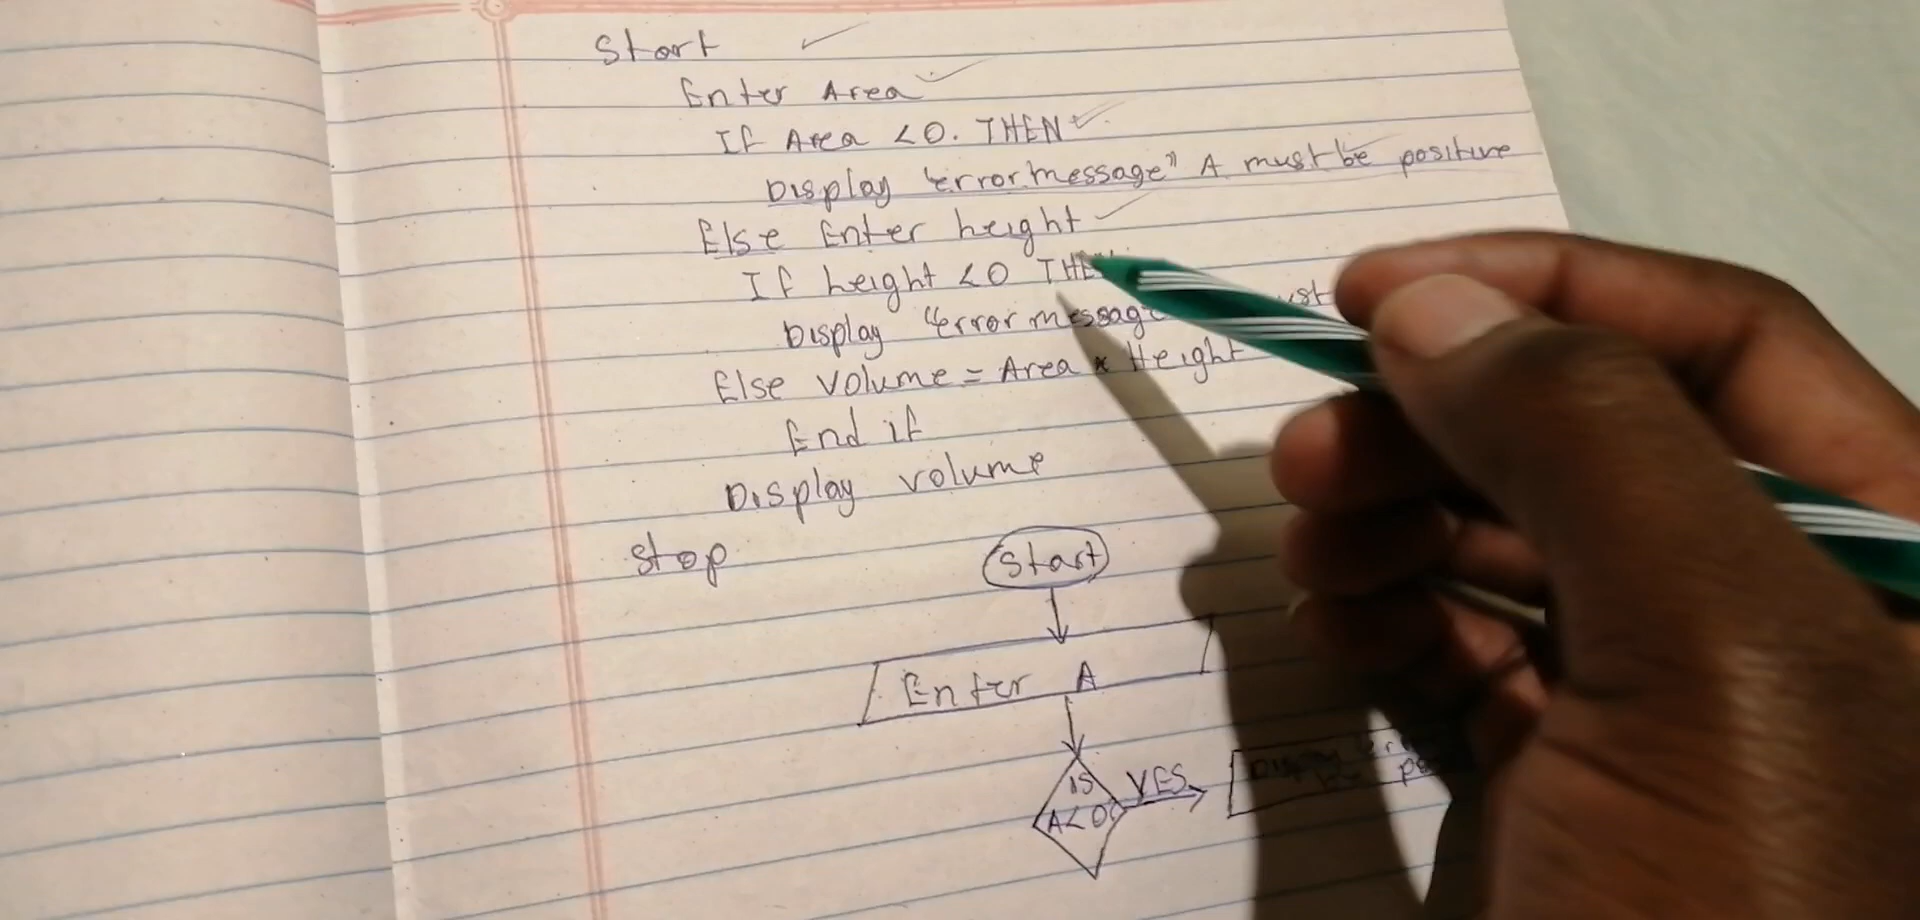 Start
Enter Area
If Area <0. THEN
Display "error message" A must be positive
Else Enter height
If height <0
Display "error message
Else volume = Area x Height
End if
Display volume
Stop
Start
Enter A
IS
A<0
YES